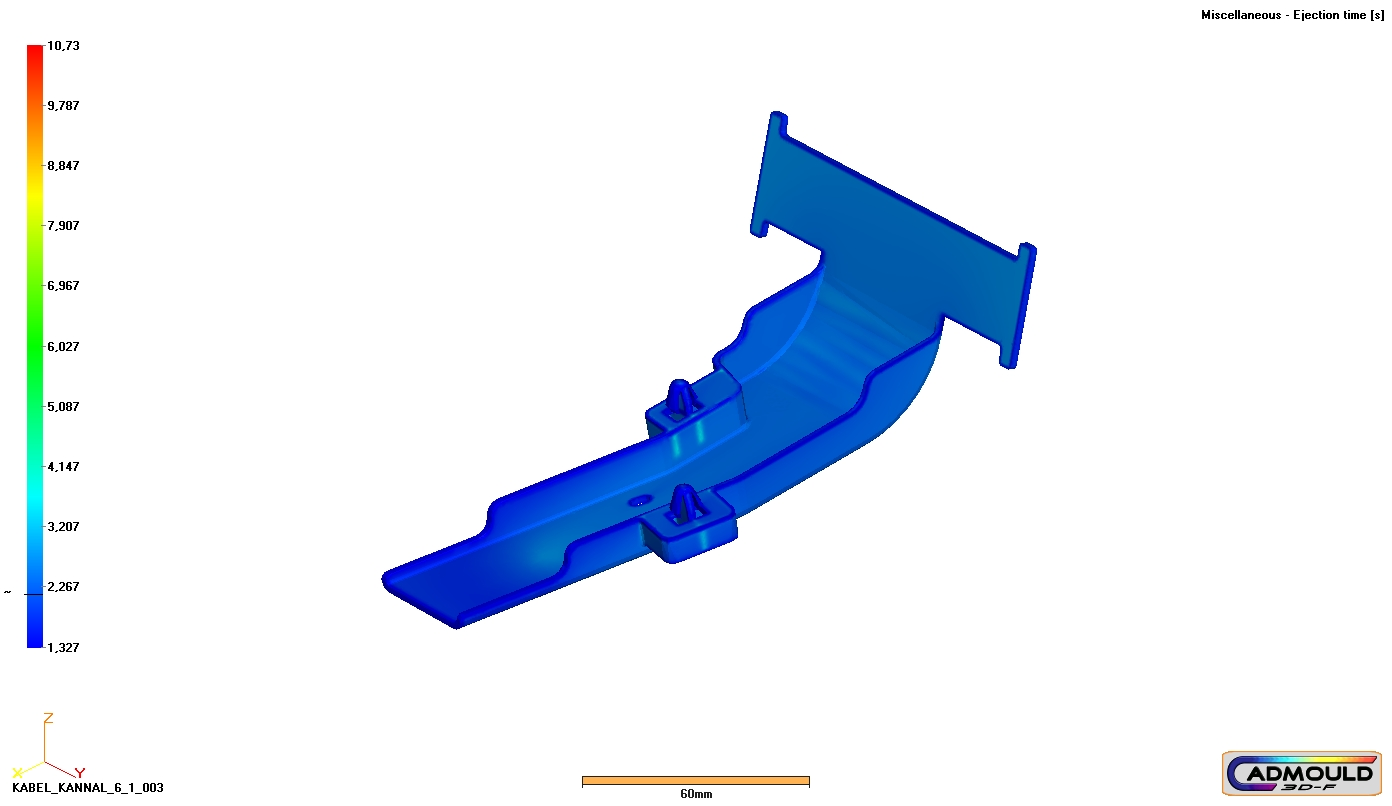 Miscellaneous - Ejection time [s]
10,73
9,787
8,847
7,907
6,967
6,027
5,087
4,147
3,207
~
2,267
1,327
Z
X
Y
KABEL_KANNAL_6_1_003
60mm
CADMOULD
3D-F